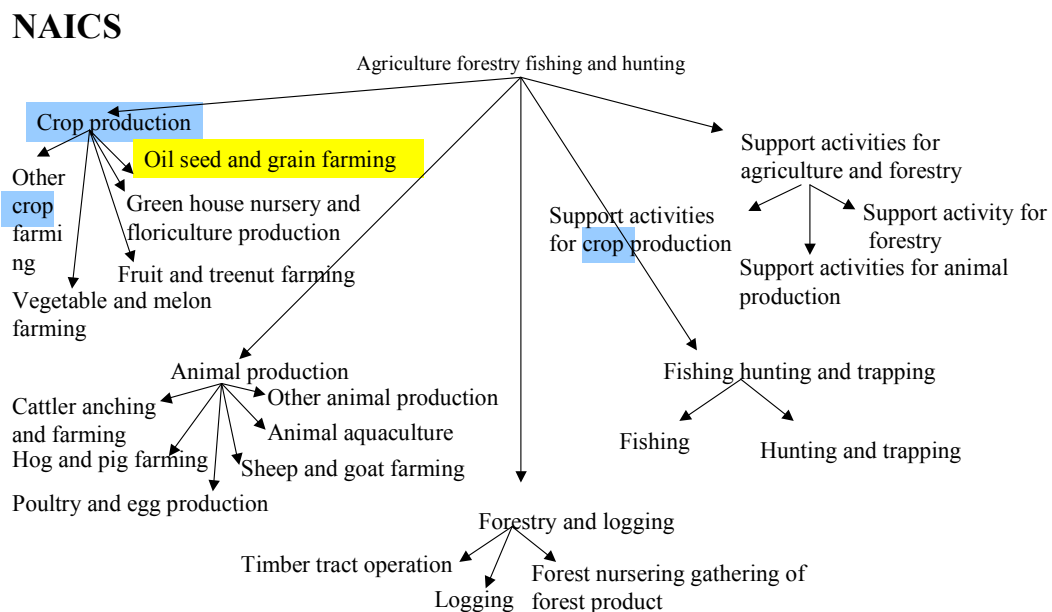 NAICS
Agriculture forestry fishing and hunting
Crop production
Oil seed and grain farming
Other
crop
farmi
ng
Green house nursery and
floriculture production
Fruit and treenut farming
Vegetable and melon
farming
Support activities for
agriculture and forestry
Support activities
for crop production
Support activity for
forestry
Support activities for animal
production
Animal production
Cattler anching
and farming
Other animal production
Animal aquaculture
Hog and pig farming
Sheep and goat farming
Poultry and egg production
Fishing hunting and trapping
Fishing
Hunting and trapping
Forestry and logging
Timber tract operation
Logging
Forest nursering gathering of
forest product